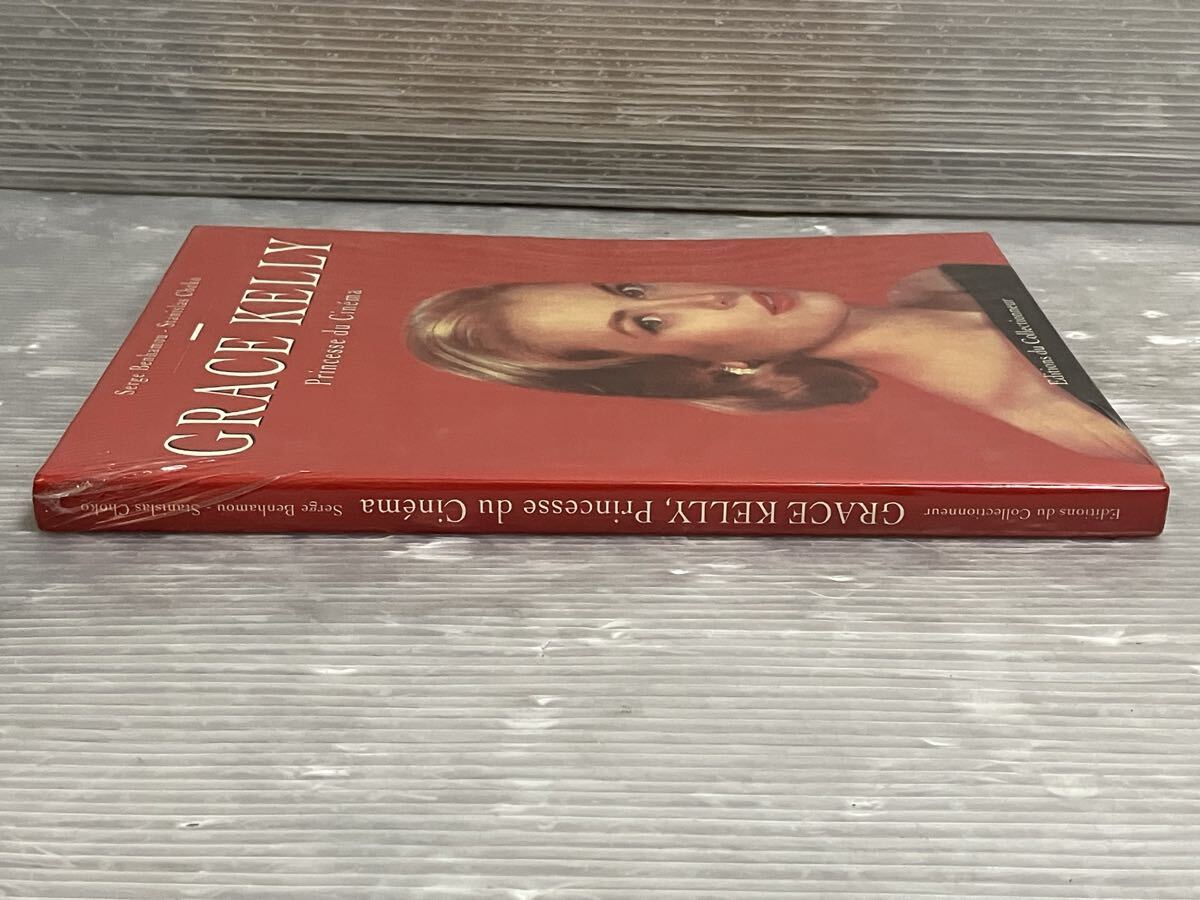 Serge Benhamou - Stanislas Choko
GRACE KELLY
Princesse du Cinéma
Editions du Collectionneur
Serge Benhamou - Stanislas Choko GRACE KELLY, Princesse du Cinéma Editions du Collectionneur